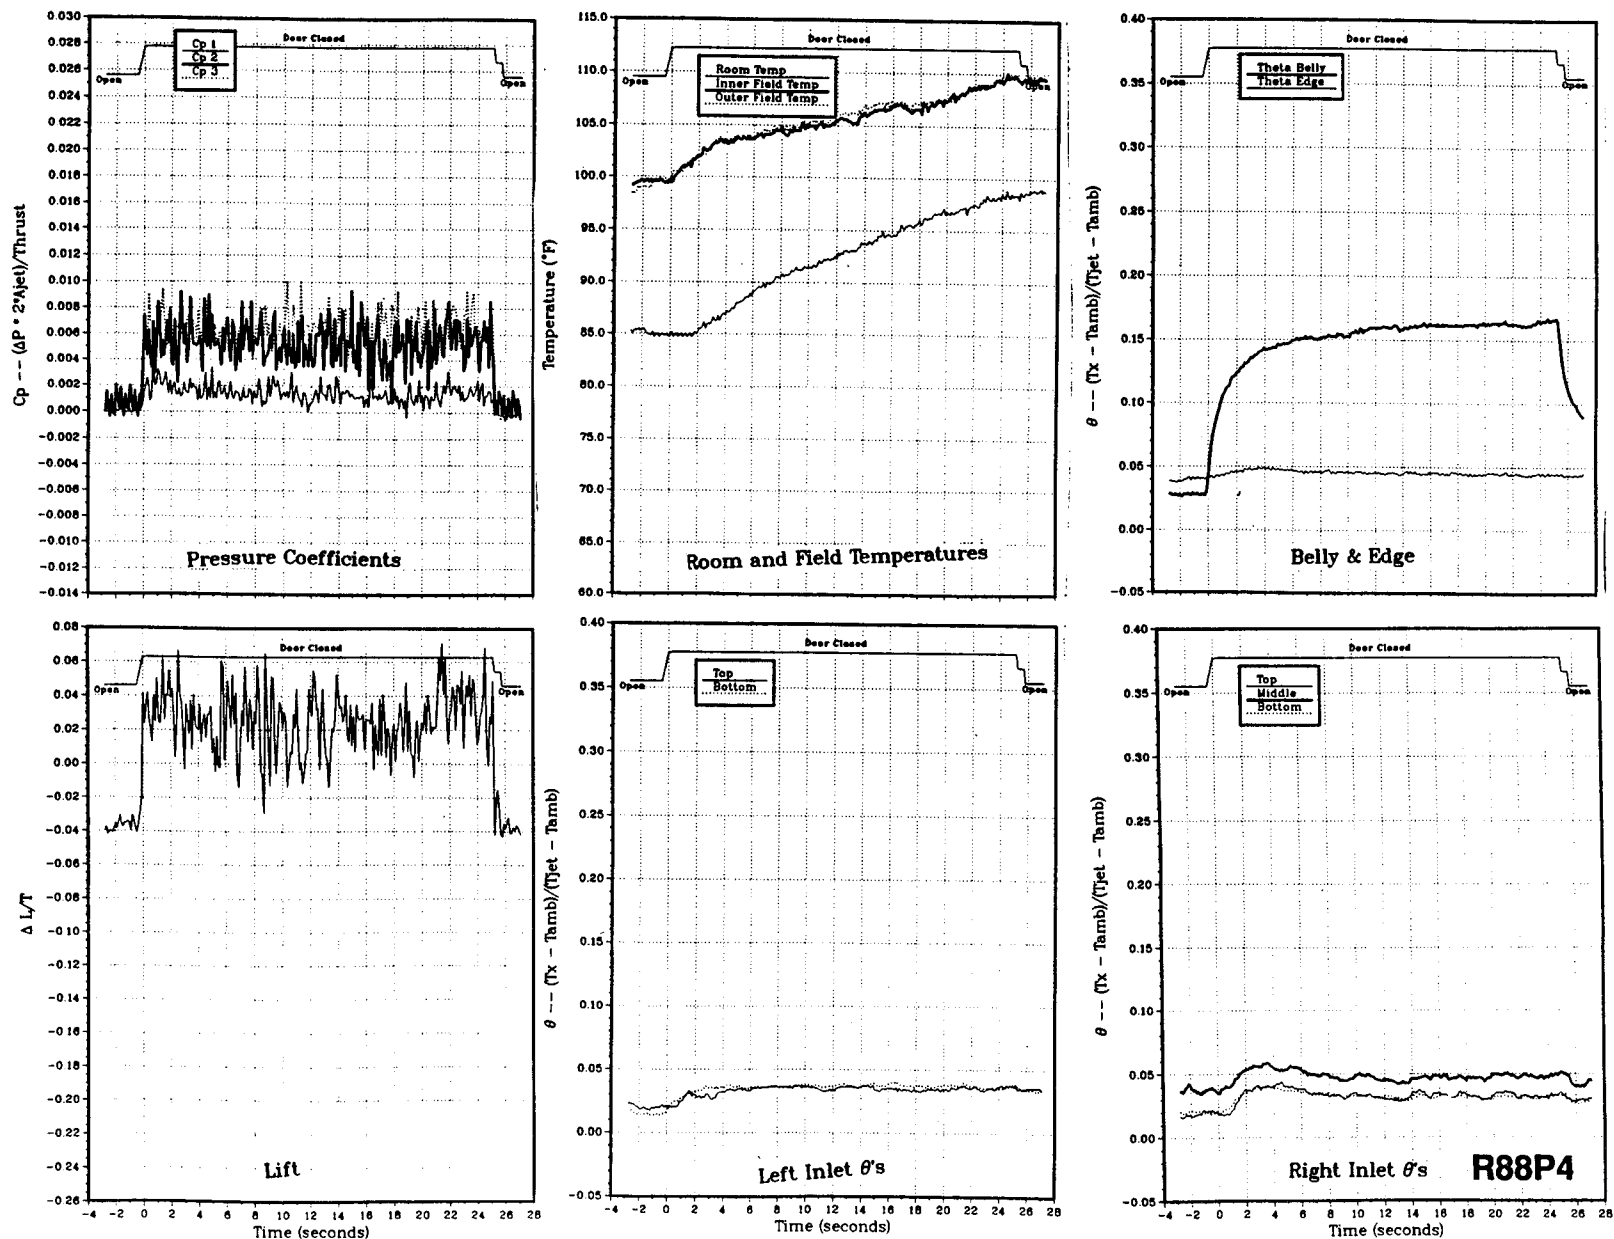 0.030
0.028
0.026
0.024
0.022
0.020
0.018
0.016
0.014
0.012
0.010
0.008
0.006
0.004
0.002
0.000
-0.002
-0.004
-0.006
-0.008
-0.010
-0.012
-0.014
Cp -- (ΔP * 2*Ajet)/Thrust
Open
Door Closed
Open
Cp 1
Cp 2
Cp 3
Pressure Coefficients
115.0
110.0
105.0
100.0
95.0
90.0
85.0
80.0
75.0
70.0
65.0
60.0
Temperature (°F)
Open
Door Closed
Open
Room Temp
Inner Field Temp
Outer Field Temp
Room and Field Temperatures
0.40
0.35
0.30
0.25
0.20
0.15
0.10
0.05
0.00
-0.05
θ --- (Tx - Tamb)/(Tjet - Tamb)
Open
Door Closed
Open
Theta Belly
Theta Edge
Belly & Edge
0.08
0.06
0.04
0.02
0.00
-0.02
-0.04
-0.06
-0.08
-0.10
-0.12
-0.14
-0.16
-0.18
-0.20
-0.22
-0.24
-0.26
Δ L/T
Open
Door Closed
Open
Lift
-4 -2 0 2 4 6 8 10 12 14 16 18 20 22 24 26 28
Time (seconds)
0.40
0.35
0.30
0.25
0.20
0.15
0.10
0.05
0.00
-0.05
θ --- (Tx - Tamb)/(Tjet - Tamb)
Open
Door Closed
Open
Top
Bottom
Left Inlet θ's
-4 -2 0 2 4 6 8 10 12 14 16 18 20 22 24 26 28
Time (seconds)
0.40
0.35
0.30
0.25
0.20
0.15
0.10
0.05
0.00
-0.05
θ --- (Tx - Tamb)/(Tjet - Tamb)
Open
Door Closed
Open
Top
Middle
Bottom
Right Inlet θ's
R88P4
-4 -2 0 2 4 6 8 10 12 14 16 18 20 22 24 26 28
Time (seconds)